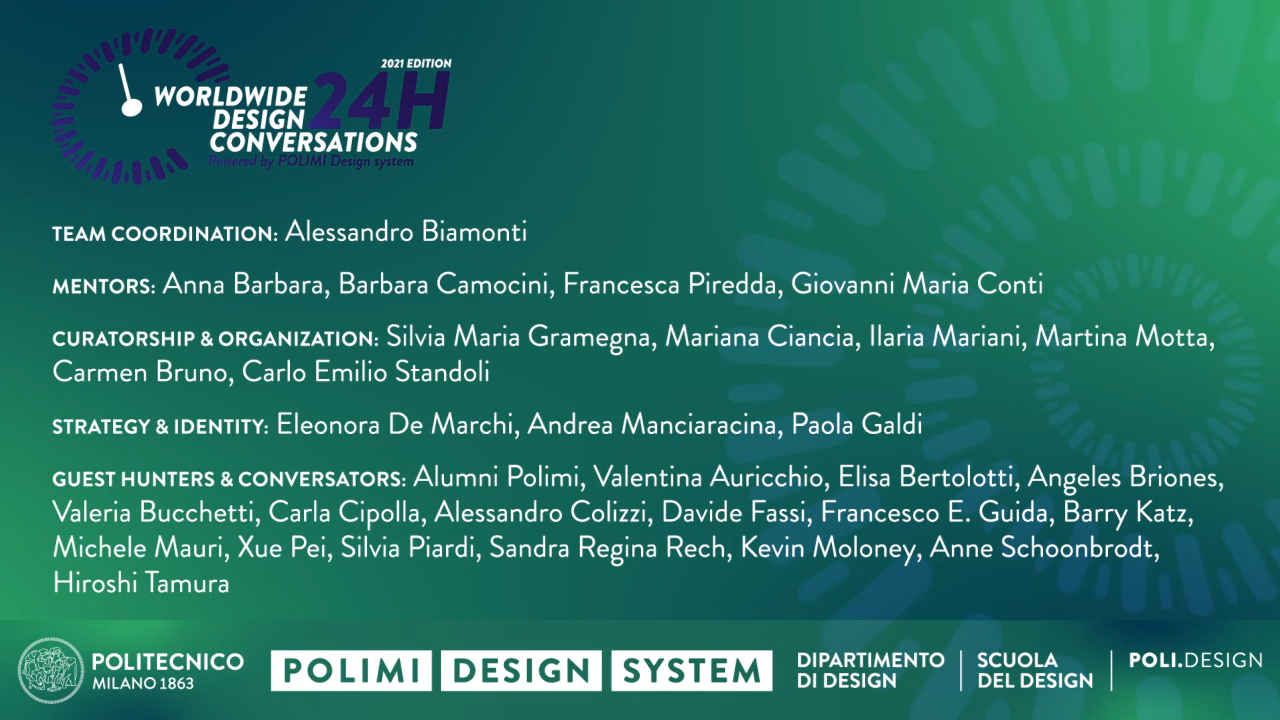 2021 EDITION
WORLDWIDE 24H
DESIGN
CONVERSATIONS
Powered by POLIMI Design system
TEAM COORDINATION: Alessandro Biamonti
MENTORS: Anna Barbara, Barbara Camocini, Francesca Piredda, Giovanni Maria Conti
CURATORSHIP & ORGANIZATION: Silvia Maria Gramegna, Mariana Ciancia, Ilaria Mariani, Martina Motta,
Carmen Bruno, Carlo Emilio Standoli
STRATEGY & IDENTITY: Eleonora De Marchi, Andrea Manciaracina, Paola Galdi
GUEST HUNTERS & CONVERSATORS: Alumni Polimi, Valentina Auricchio, Elisa Bertolotti, Angeles Briones,
Valeria Bucchetti, Carla Cipolla, Alessandro Colizzi, Davide Fassi, Francesco E. Guida, Barry Katz,
Michele Mauri, Xue Pei, Silvia Piardi, Sandra Regina Rech, Kevin Moloney, Anne Schoonbrodt,
Hiroshi Tamura
POLITECNICO
MILANO 1863
POLIMI DESIGN SYSTEM
DIPARTIMENTO
DI DESIGN
SCUOLA
DEL DESIGN
POLI.DESIGN